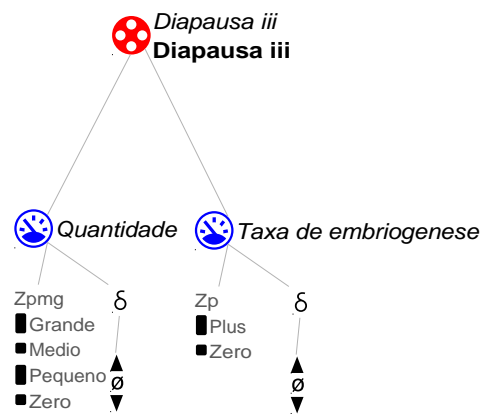 Diapausa iii
Diapausa iii
Quantidade
Taxa de embriogenese
Zpmg
δ
Grande
Medio
Pequeno
Zero
ø
Zp
δ
Plus
Zero
ø